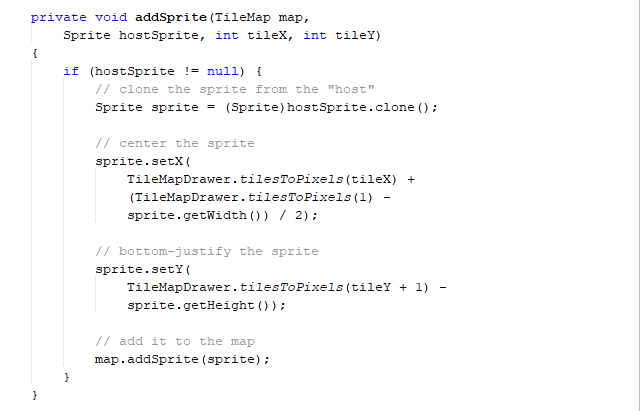 private void addSprite(TileMap map,
    Sprite hostSprite, int tileX, int tileY)
{
    if (hostSprite != null) {
        // clone the sprite from the "host"
        Sprite sprite = (Sprite)hostSprite.clone();

        // center the sprite
        sprite.setX(
            TileMapDrawer.tilesToPixels(tileX) +
            (TileMapDrawer.tilesToPixels(1) -
            sprite.getWidth()) / 2);

        // bottom-justify the sprite
        sprite.setY(
            TileMapDrawer.tilesToPixels(tileY + 1) -
            sprite.getHeight());

        // add it to the map
        map.addSprite(sprite);
    }
}